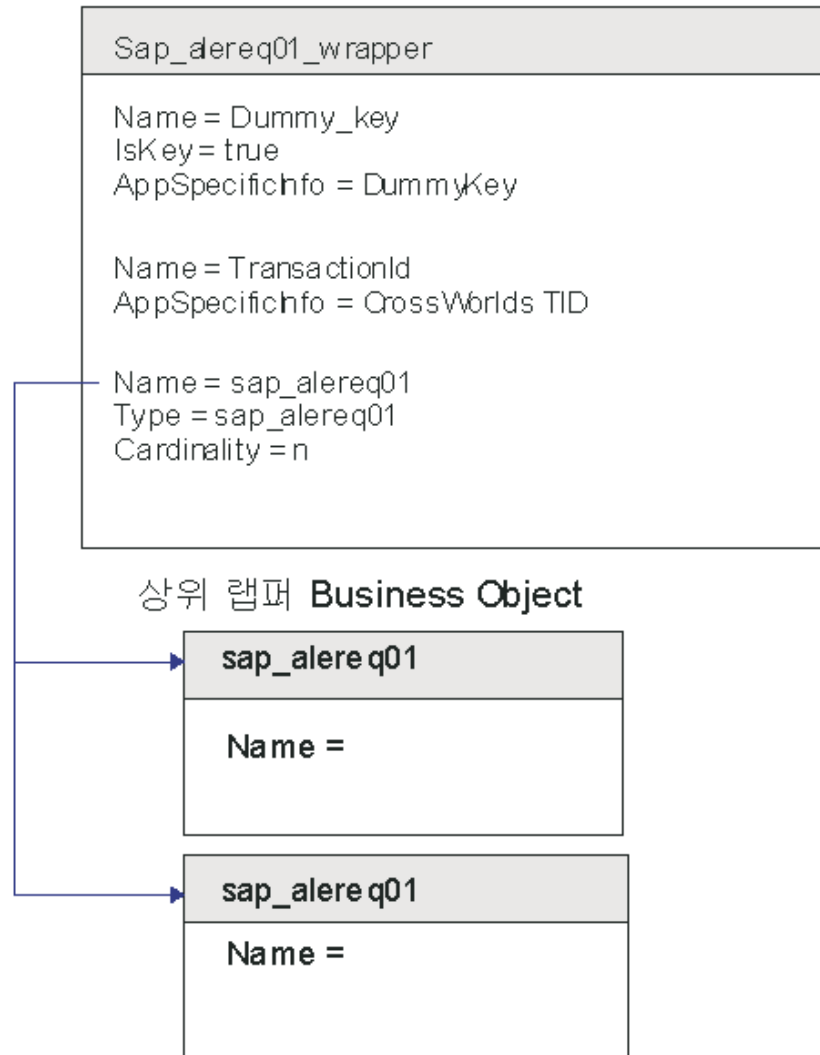 Sap_alereq01_wrapper
Name = Dummy_key
IsKey = true
AppSpecificInfo = DummyKey
Name = TransactionId
AppSpecificInfo = CrossWorlds TID
Name = sap_alereq01
Type = sap_alereq01
Cardinality = n
상위 랩퍼 Business Object
sap_alereq01
Name =
sap_alereq01
Name =